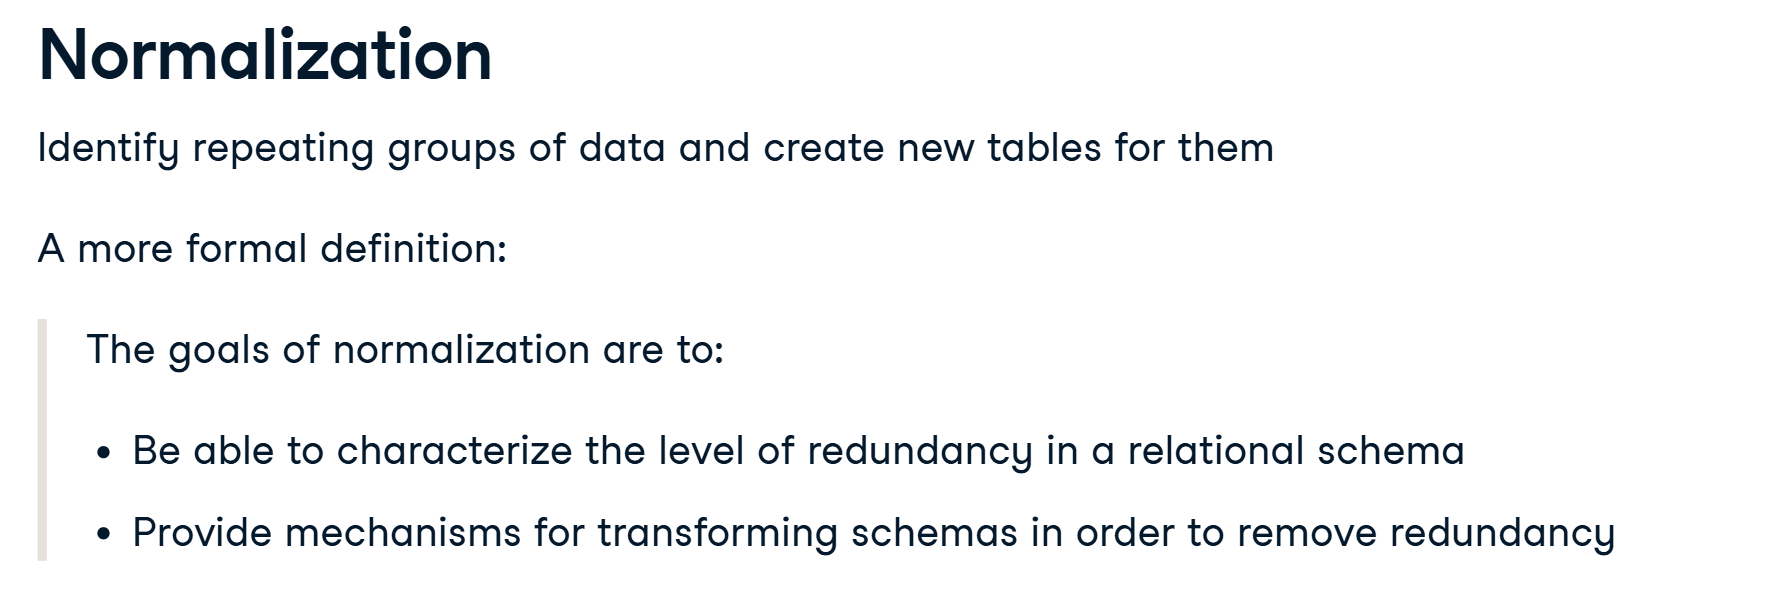 Normalization
Identify repeating groups of data and create new tables for them
A more formal definition:
The goals of normalization are to:
• Be able to characterize the level of redundancy in a relational schema
• Provide mechanisms for transforming schemas in order to remove redundancy